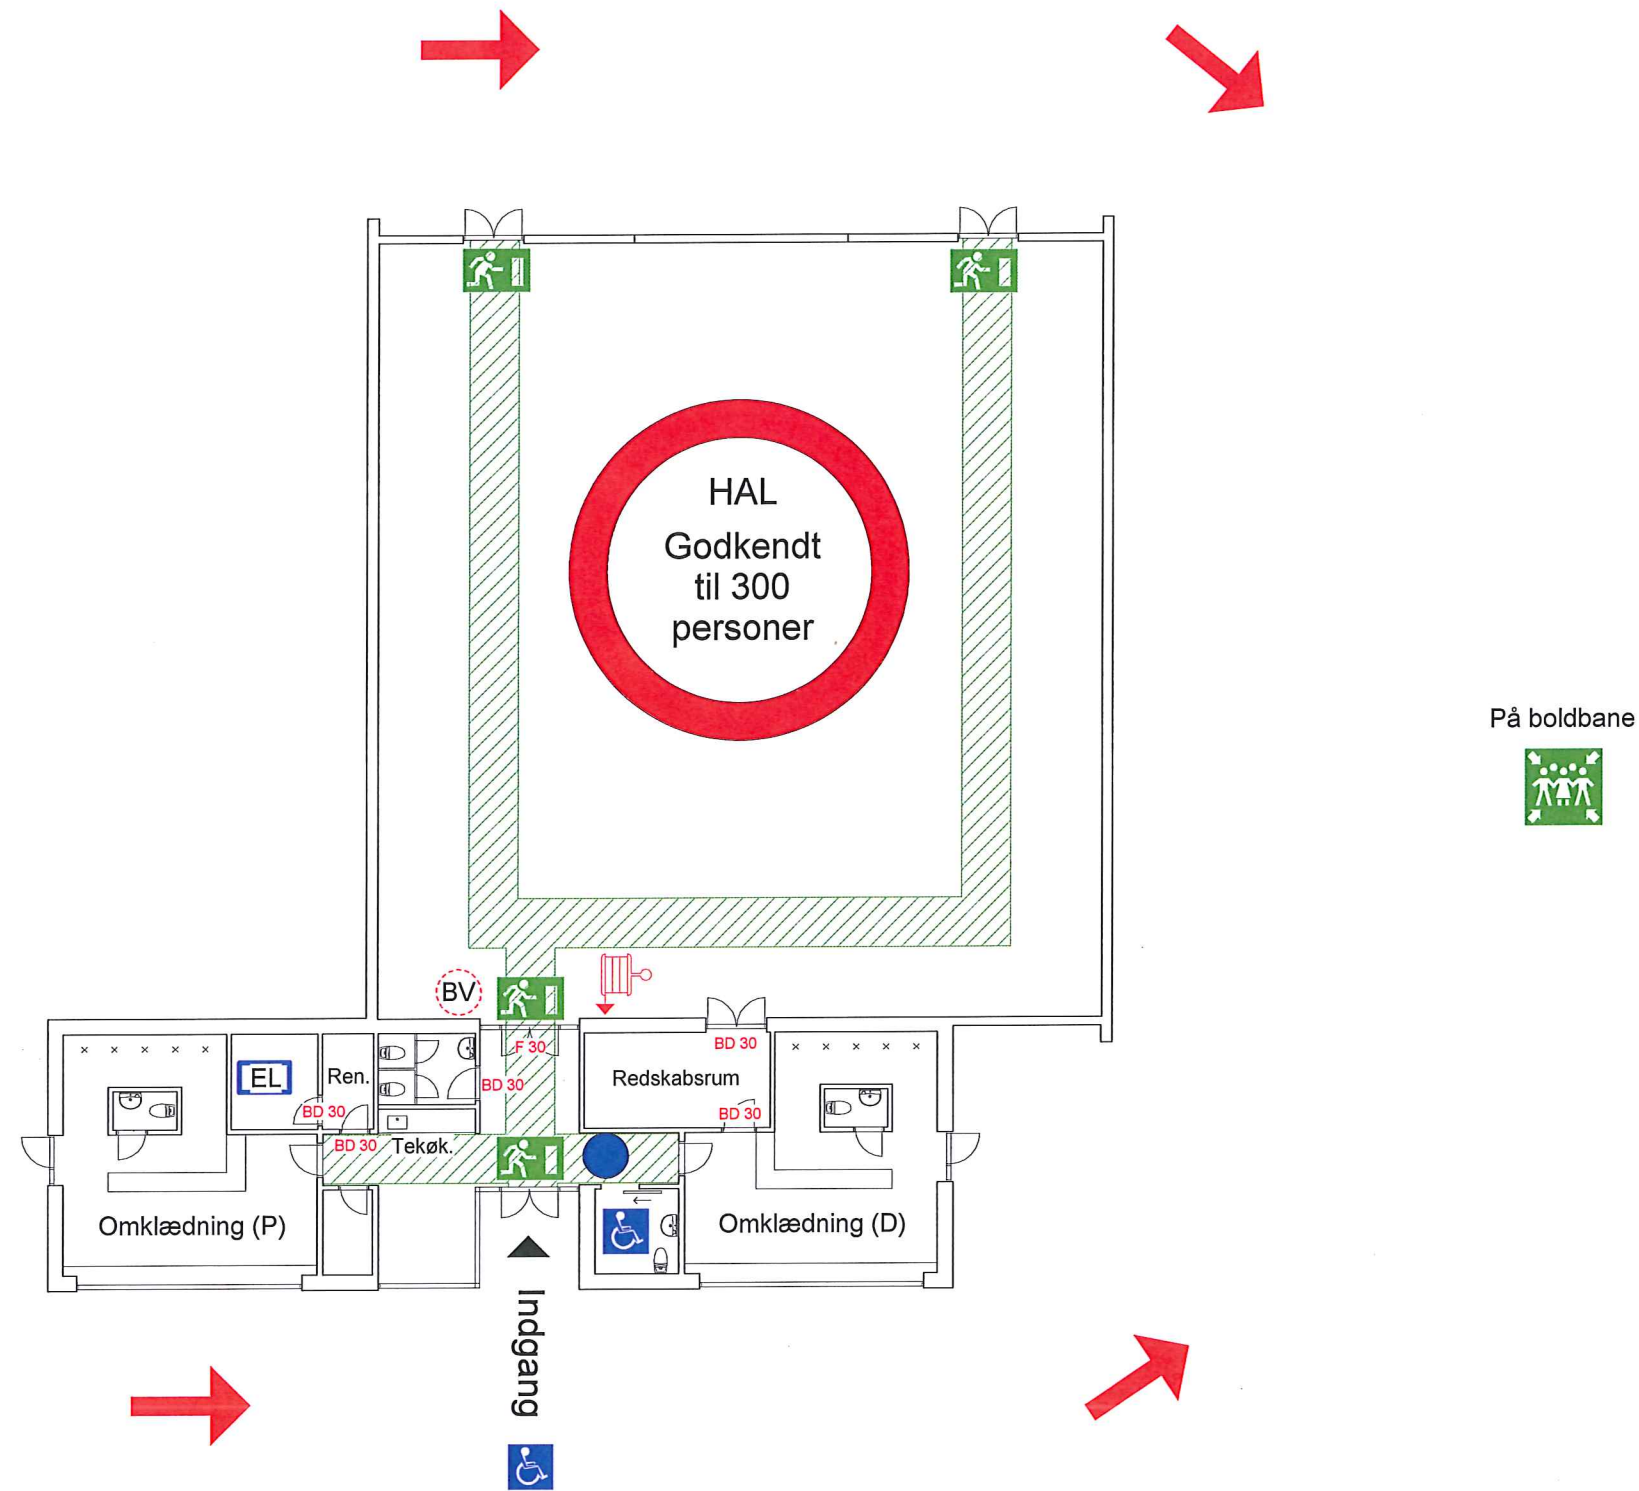 HAL
Godkendt
til 300
personer
På boldbane
BV
F 30
BD 30
BD 30
EL
Ren.
Redskabsrum
BD 30
BD 30
BD 30
Tekøk.
Omklædning (P)
Omklædning (D)
Indgang